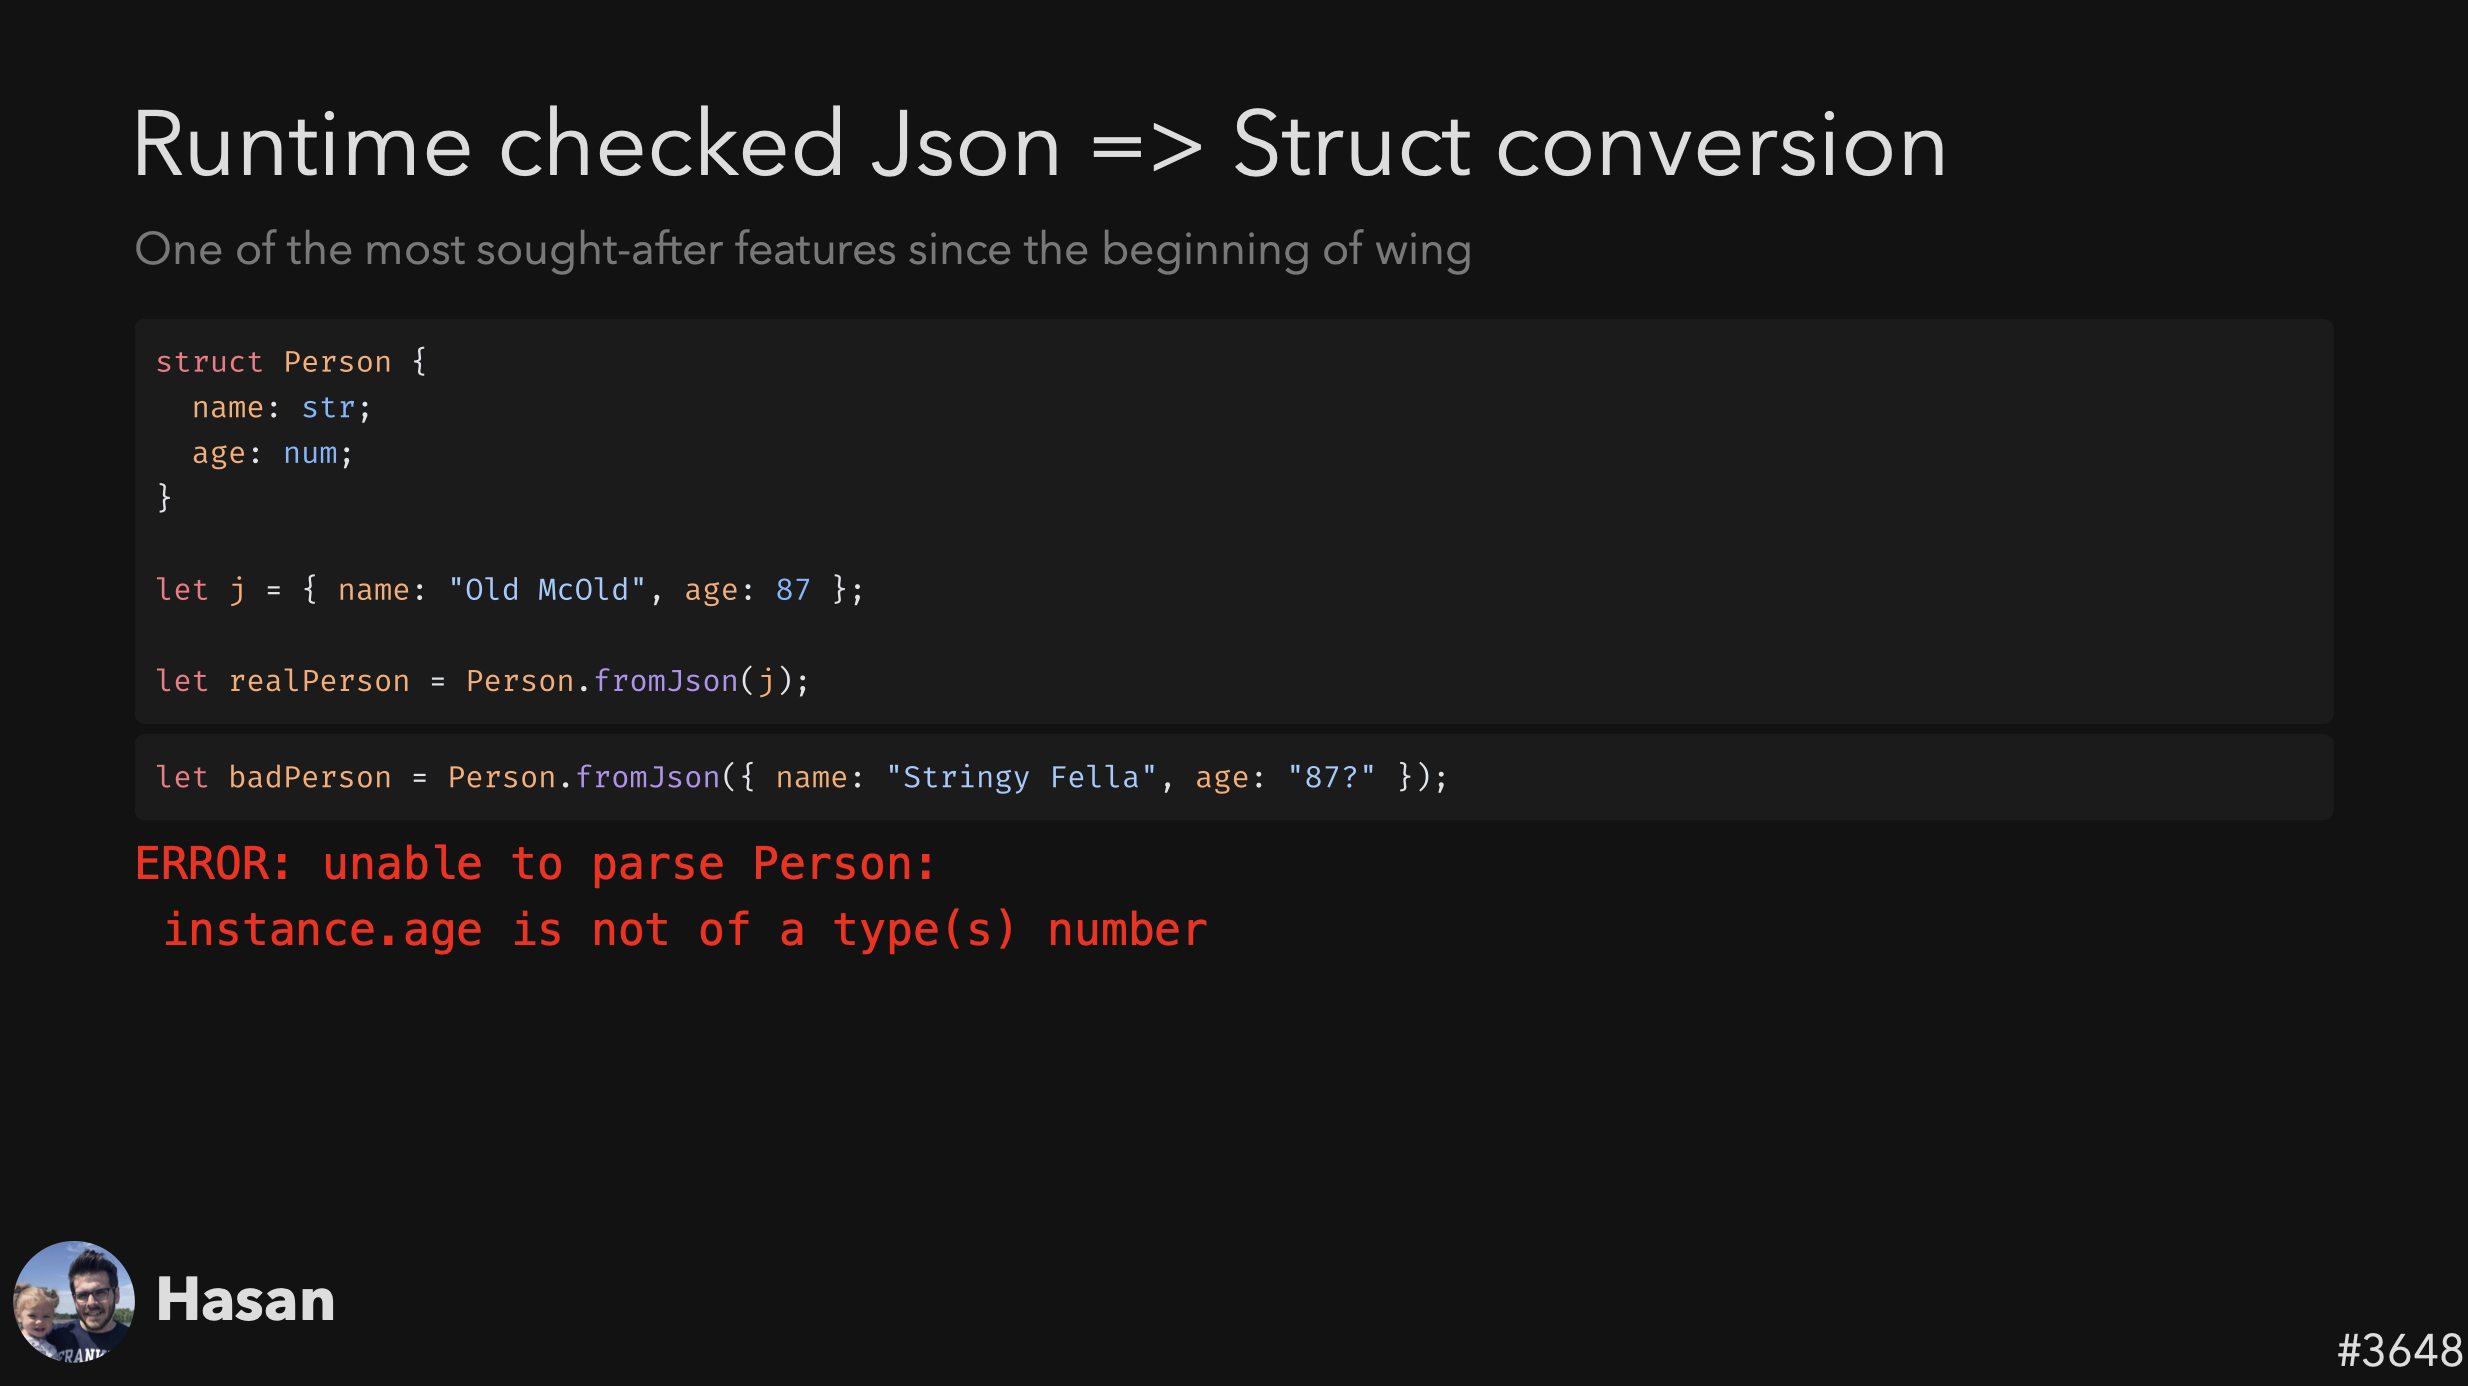 Runtime checked Json => Struct conversion
One of the most sought-after features since the beginning of wing
struct Person {
  name: str;
  age: num;
}
let j = { name: "Old McOld", age: 87 };
let realPerson = Person.fromJson(j);
let badPerson = Person.fromJson({ name: "Stringy Fella", age: "87?" });
ERROR: unable to parse Person:
 instance.age is not of a type(s) number
Hasan
#3648